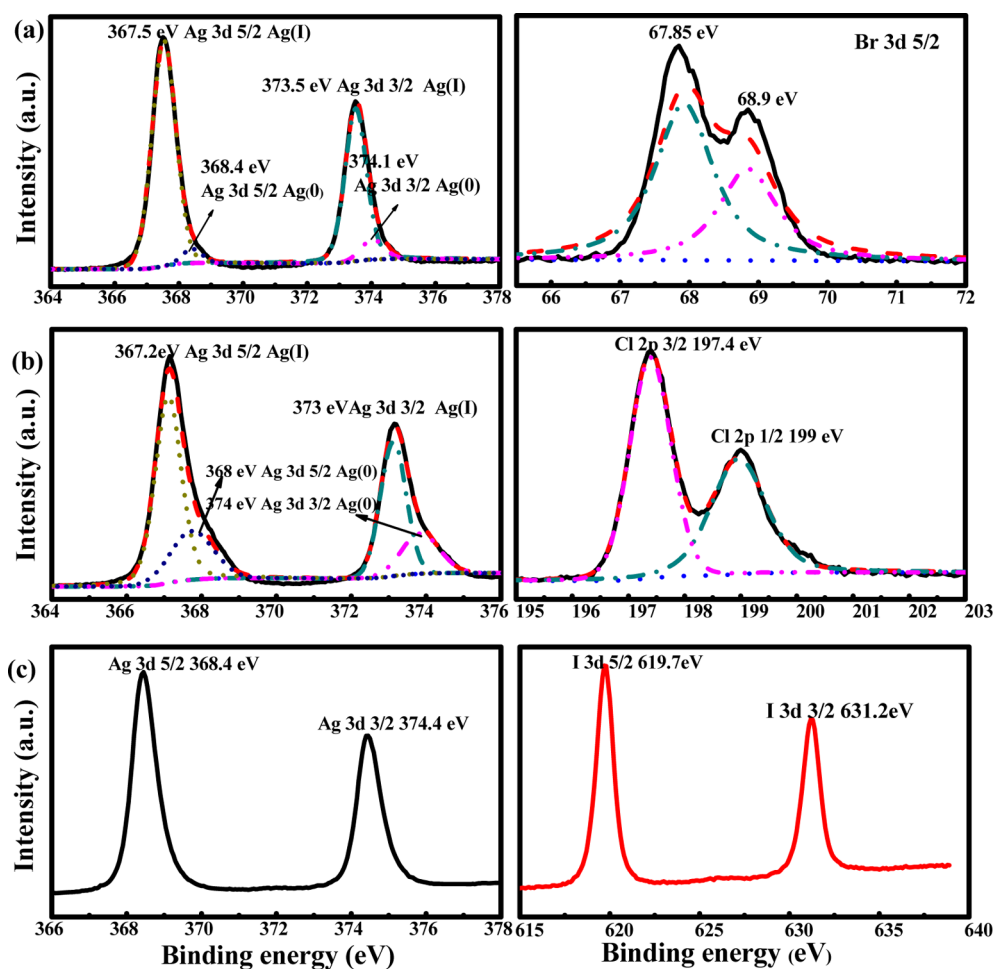 (a)
367.5 eV Ag 3d 5/2 Ag(I)
373.5 eV Ag 3d 3/2 Ag(I)
368.4 eV
Ag 3d 5/2 Ag(0)
374.1 eV
Ag 3d 3/2 Ag(0)
Intensity (a.u.)
364 366 368 370 372 374 376 378
67.85 eV
Br 3d 5/2
68.9 eV
66 67 68 69 70 71 72
(b)
367.2eV Ag 3d 5/2 Ag(I)
373 eVAg 3d 3/2 Ag(I)
368 eV Ag 3d 5/2 Ag(0)
374 eV Ag 3d 3/2 Ag(0)
Intensity (a.u.)
364 366 368 370 372 374 376
Cl 2p 3/2 197.4 eV
Cl 2p 1/2 199 eV
195 196 197 198 199 200 201 202 203
(c)
Ag 3d 5/2 368.4 eV
Ag 3d 3/2 374.4 eV
Intensity (a.u.)
366 368 370 372 374 376 378
Binding energy (eV)
I 3d 5/2 619.7eV
I 3d 3/2 631.2eV
615 620 625 630 635 640
Binding energy (eV)